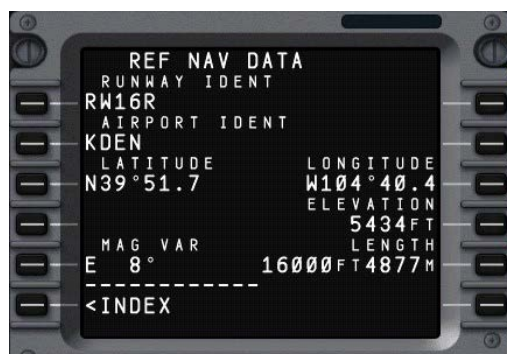 REF NAV DATA
RUNWAY IDENT
RW16R
AIRPORT IDENT
KDEN
LATITUDE LONGITUDE
N39°51.7 W104°40.4
ELEVATION
5434FT
MAG VAR LENGTH
E 8° 16000FT4877M
------------
<INDEX